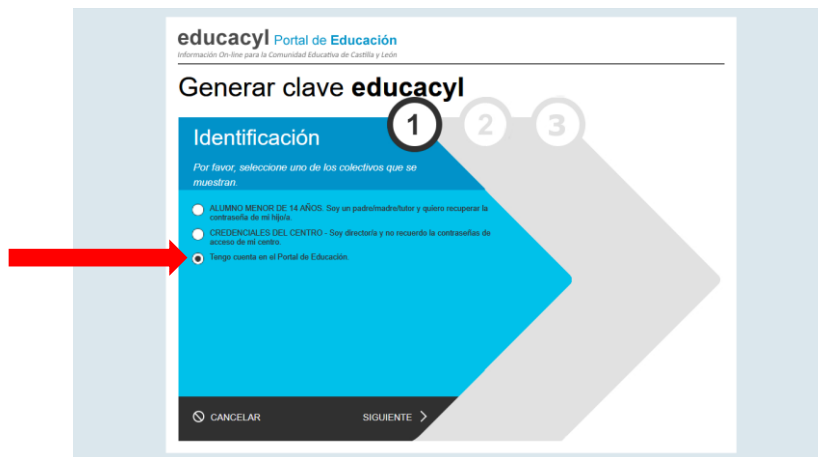 educacyl Portal de Educación
Información On-line para la Comunidad Educativa de Castilla y León
Generar clave educacyl
1 2 3
Identificación
Por favor, seleccione uno de los colectivos que se
muestran.
ALUMNO MENOR DE 14 AÑOS. Soy un padre/madre/tutor y quiero recuperar la
contraseña de mi hijo/a.
CREDENCIALES DEL CENTRO - Soy director/a y no recuerdo la contraseñas de
acceso de mi centro.
Tengo cuenta en el Portal de Educación.
CANCELAR SIGUIENTE